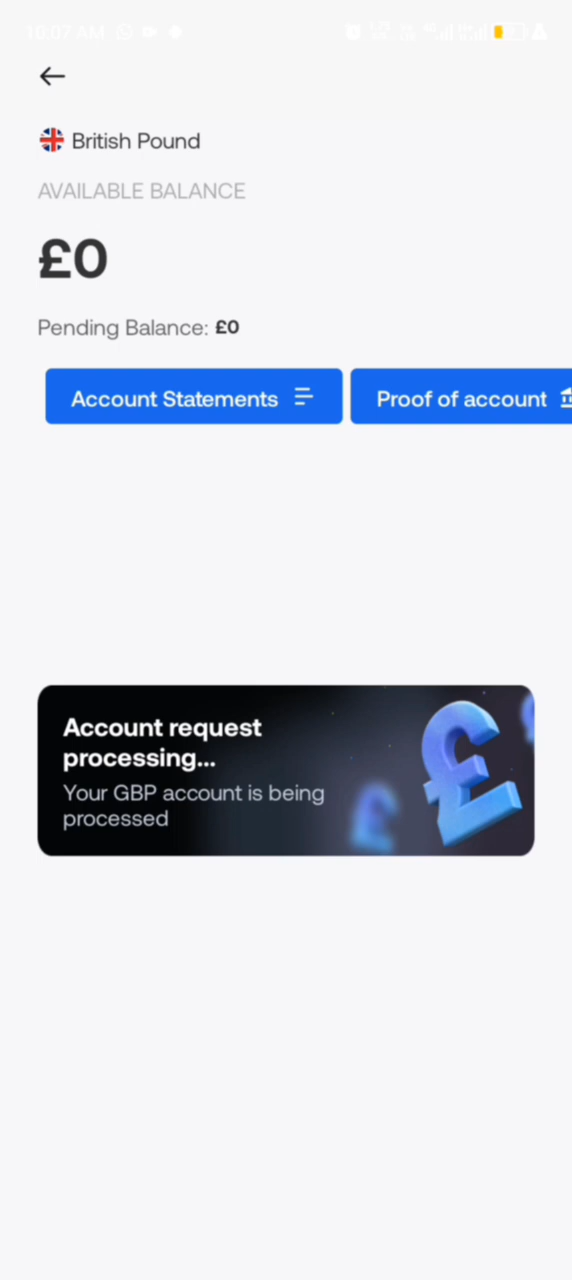 10:07 AM
British Pound
AVAILABLE BALANCE
£0
Pending Balance: £0
Account Statements
Proof of account
Account request
processing...
Your GBP account is being
processed